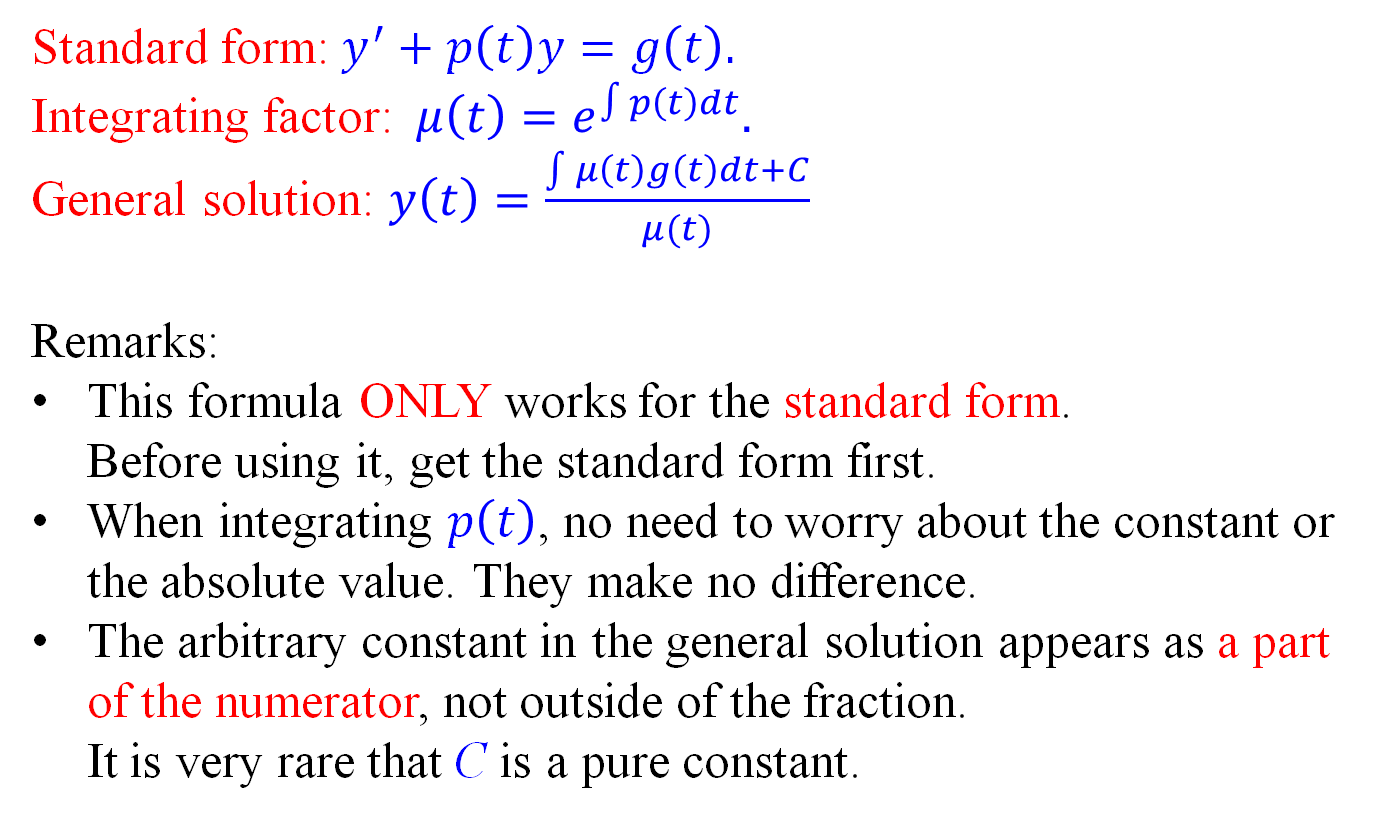 Standard form: y′ + p(t)y = g(t).
Integrating factor: μ(t) = e^{∫ p(t)dt}.
General solution: y(t) = \frac{∫ μ(t)g(t)dt+C}{μ(t)}
Remarks:
• This formula ONLY works for the standard form.
Before using it, get the standard form first.
• When integrating p(t), no need to worry about the constant or
the absolute value. They make no difference.
• The arbitrary constant in the general solution appears as a part
of the numerator, not outside of the fraction.
It is very rare that C is a pure constant.